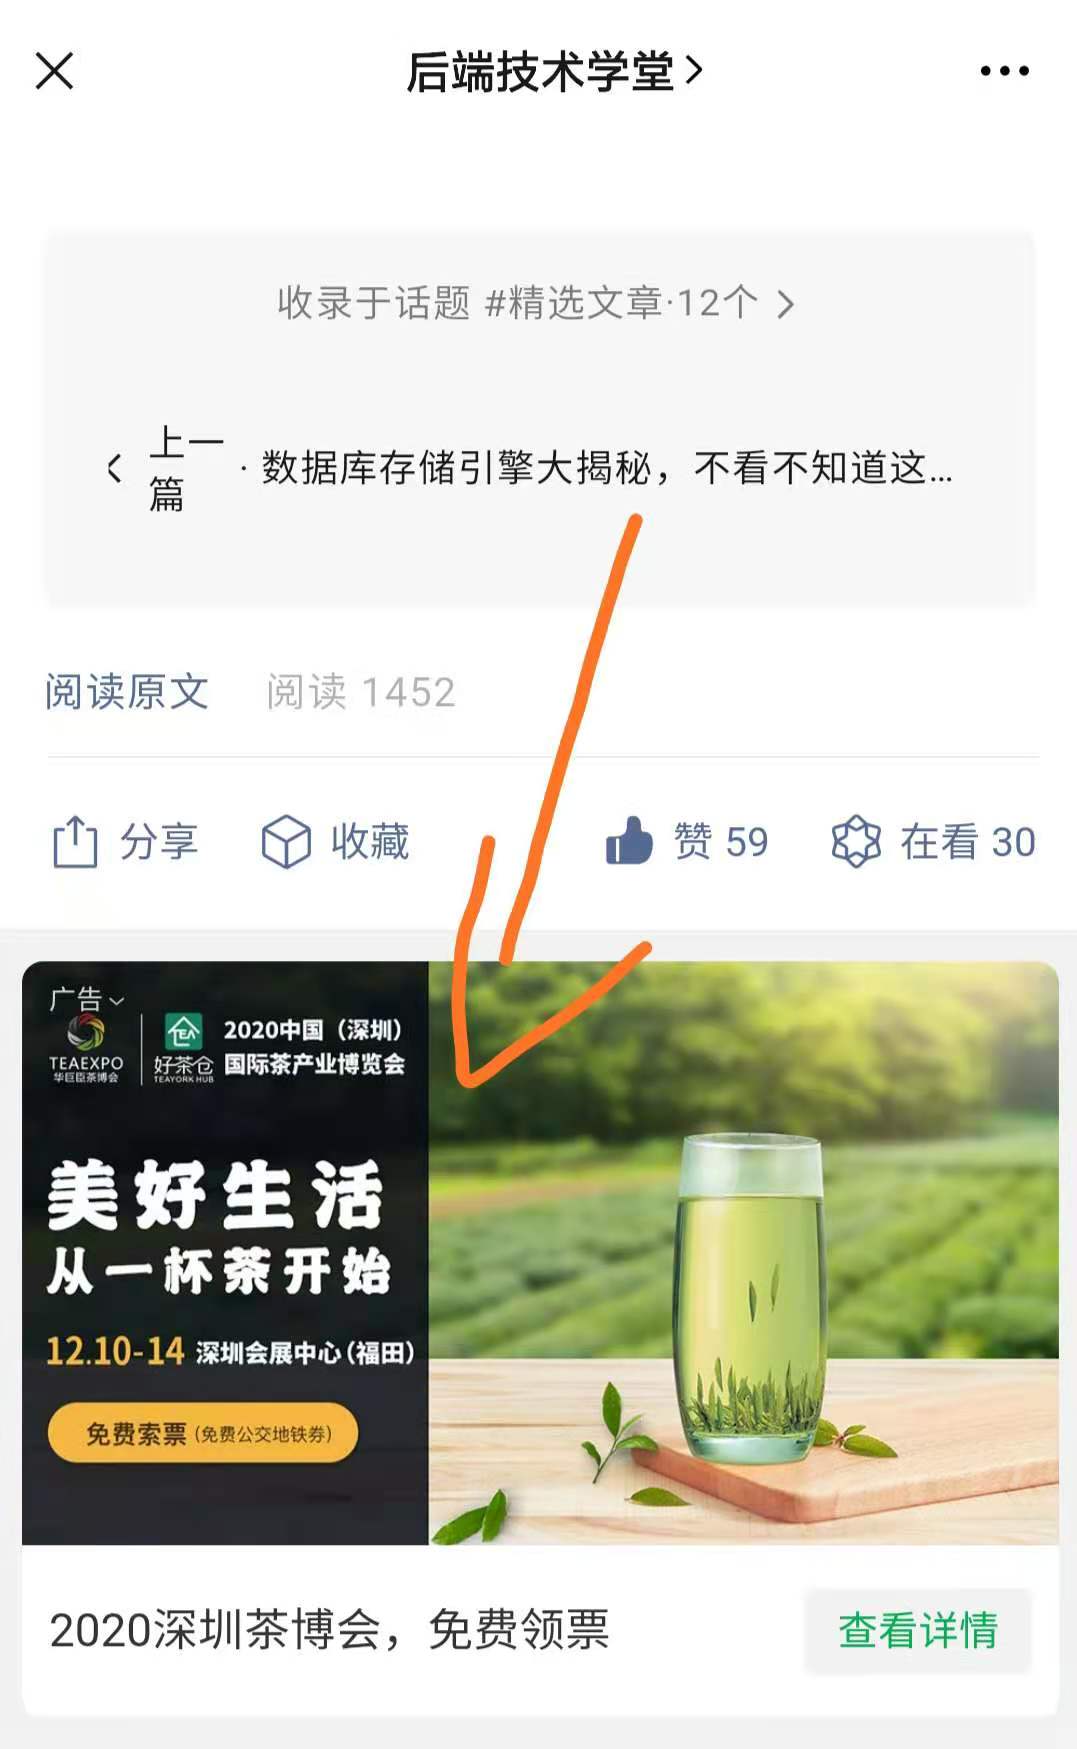 后端技术学堂
收录于话题 #精选文章·12个
上一篇 · 数据库存储引擎大揭秘，不看不知道这...
阅读原文 阅读 1452
分享 收藏 赞 59 在看 30
广告
TEAEXPO
华巨臣茶博会
TEA
好茶仓
TEAYORK HUB
2020中国（深圳）
国际茶产业博览会
美好生活
从一杯茶开始
12.10-14 深圳会展中心（福田）
免费索票（免费公交地铁券）
2020深圳茶博会，免费领票
查看详情